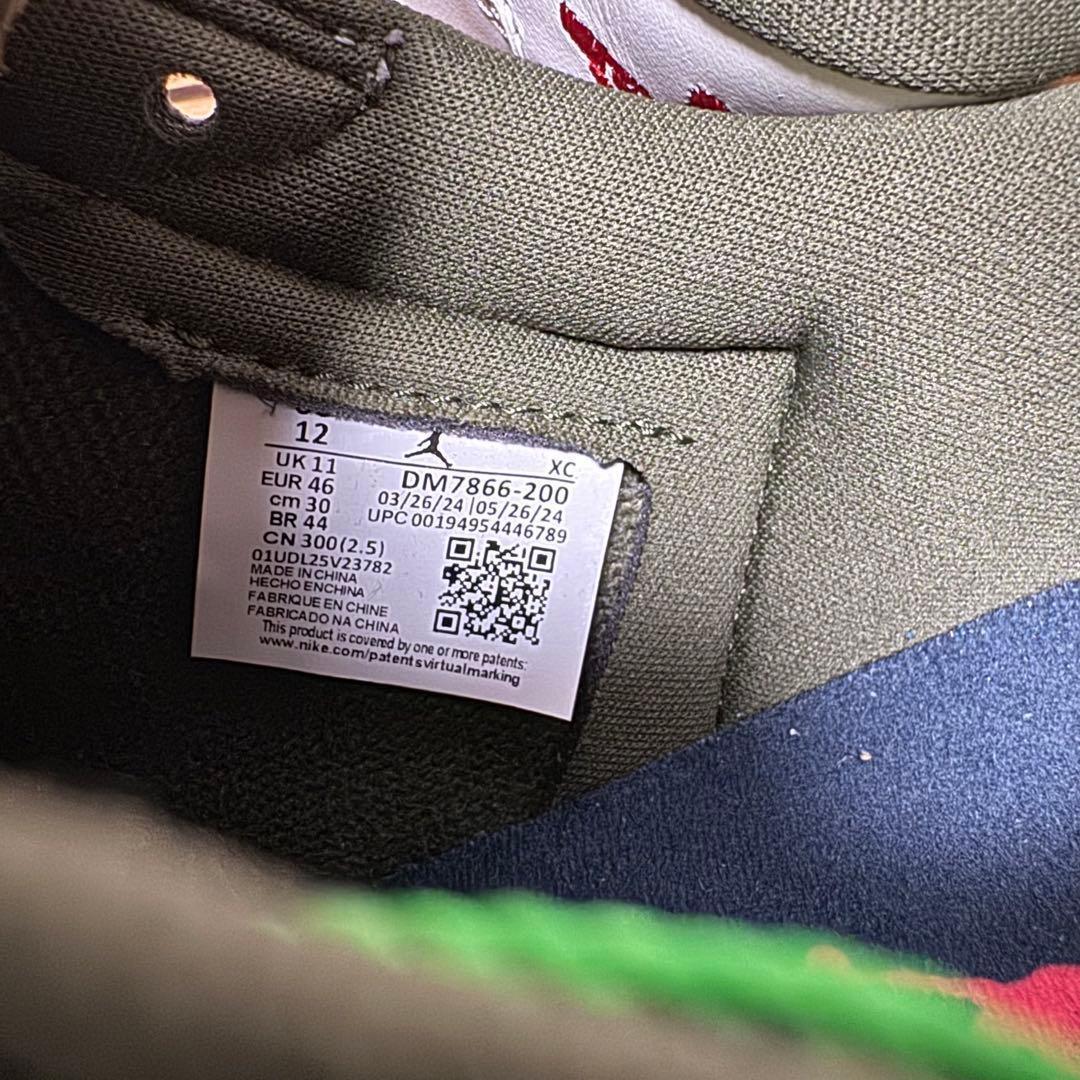 12
XC
UK 11
EUR 46
cm 30
BR 44
CN 300(2.5)
DM7866-200
03/26/24 |05/26/24
UPC 00194954446789
01UDL25V23782
MADE IN CHINA
HECHO ENCHINA
FABRIQUE EN CHINE
FABRICADO NA CHINA
This product is covered by one or more patents:
www.nike.com/patentsvirtualmarking